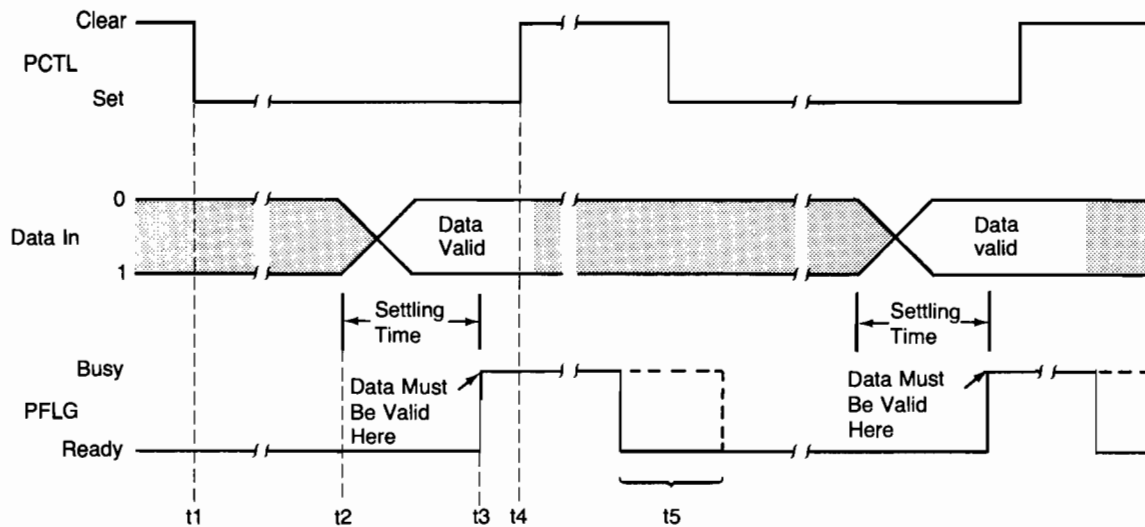 Clear
PCTL
Set
0
Data In
1
Data
Valid
Data
valid
Settling
Time
Settling
Time
Busy
PFLG
Ready
Data Must
Be Valid
Here
Data Must
Be Valid
Here
t1
t2
t3
t4
t5